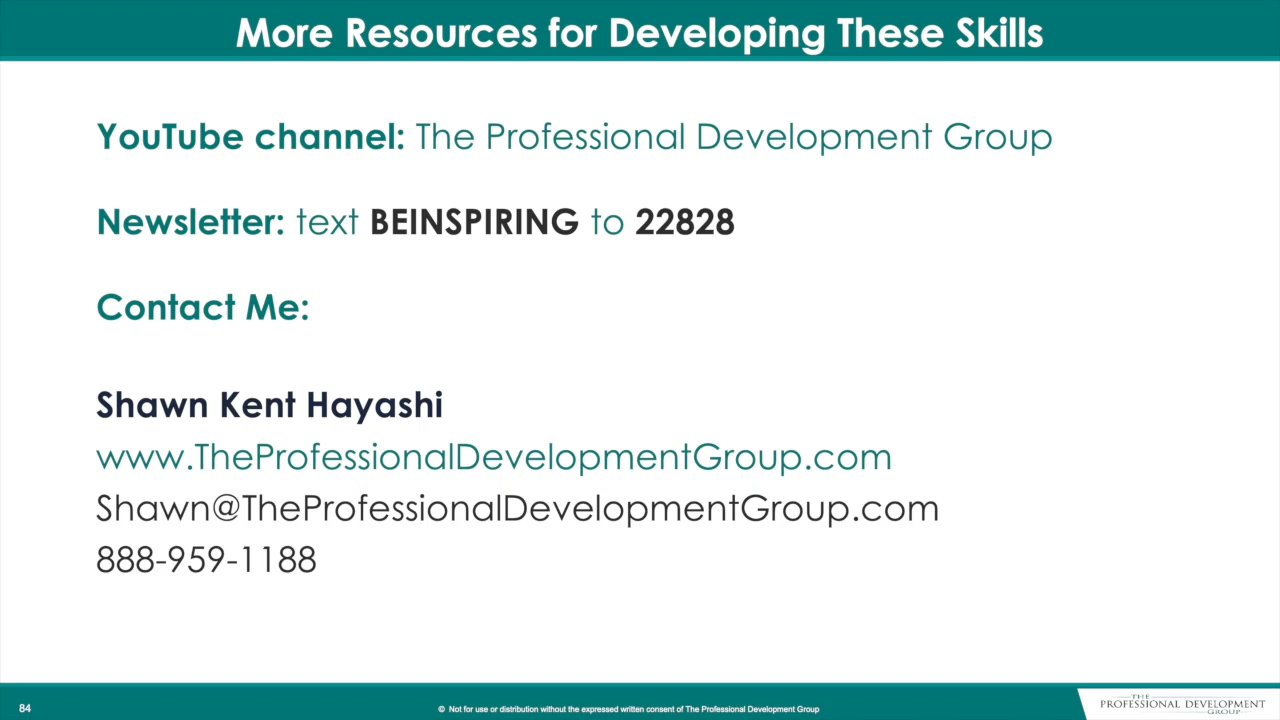 More Resources for Developing These Skills
YouTube channel: The Professional Development Group
Newsletter: text BEINSPIRING to 22828
Contact Me:
Shawn Kent Hayashi
www.TheProfessionalDevelopmentGroup.com
Shawn@TheProfessionalDevelopmentGroup.com
888-959-1188
84
© Not for use or distribution without the expressed written consent of The Professional Development Group
THE
PROFESSIONAL DEVELOPMENT
GROUP